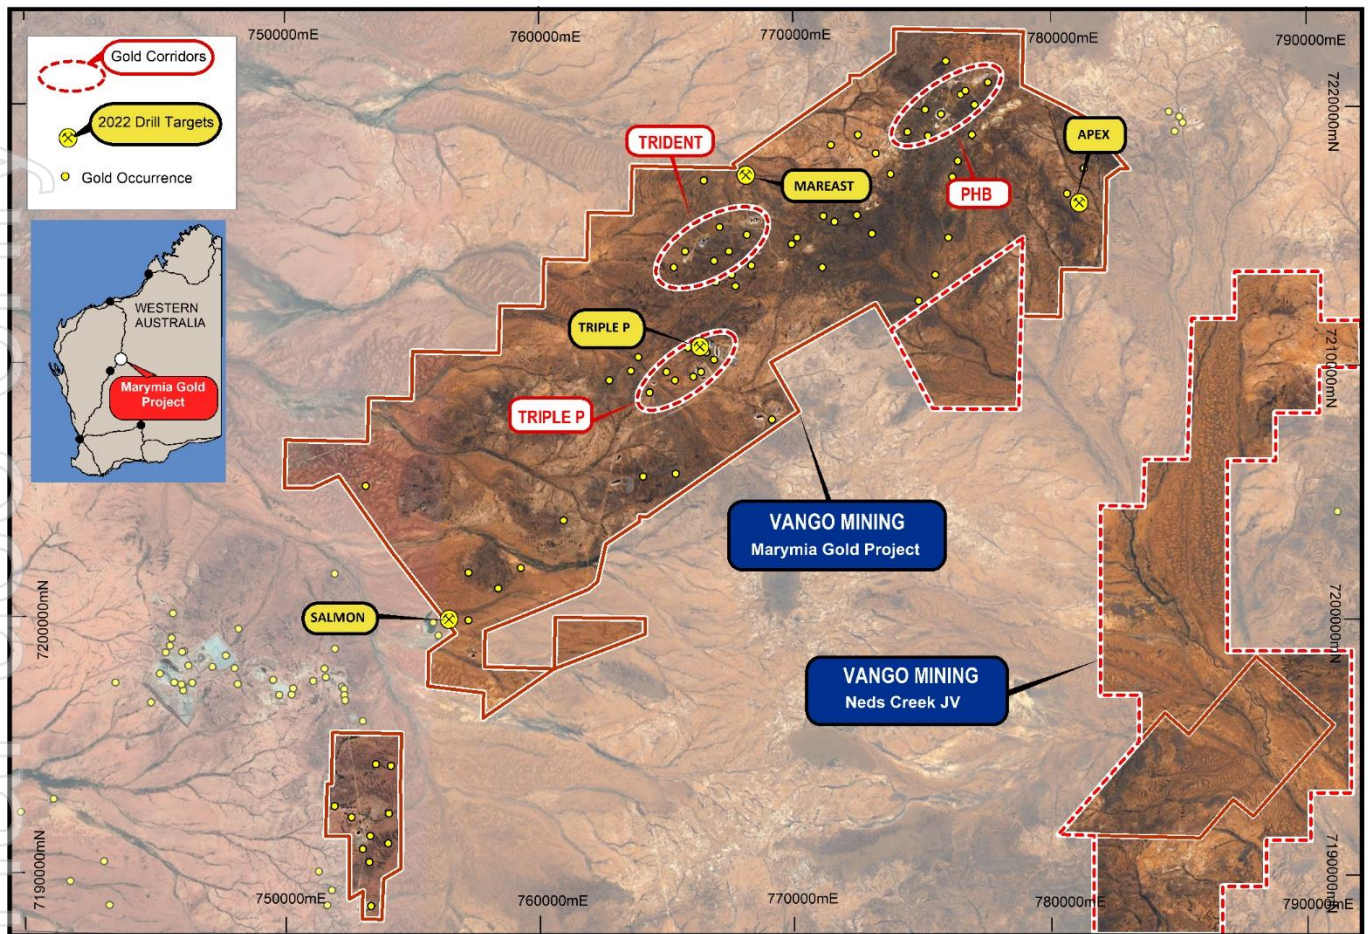 750000mE
760000mE
770000mE
780000mE
790000mE
Gold Corridors
2022 Drill Targets
Gold Occurrence
WESTERN
AUSTRALIA
Marymia Gold
Project
TRIDENT
MAREAST
PHB
APEX
7220000mN
TRIPLE P
TRIPLE P
7210000mN
VANGO MINING
Marymia Gold Project
SALMON
7200000mN
7200000mN
VANGO MINING
Neds Creek JV
7190000mN
7190000mN
750000mE
760000mE
770000mE
780000mE
790000mE